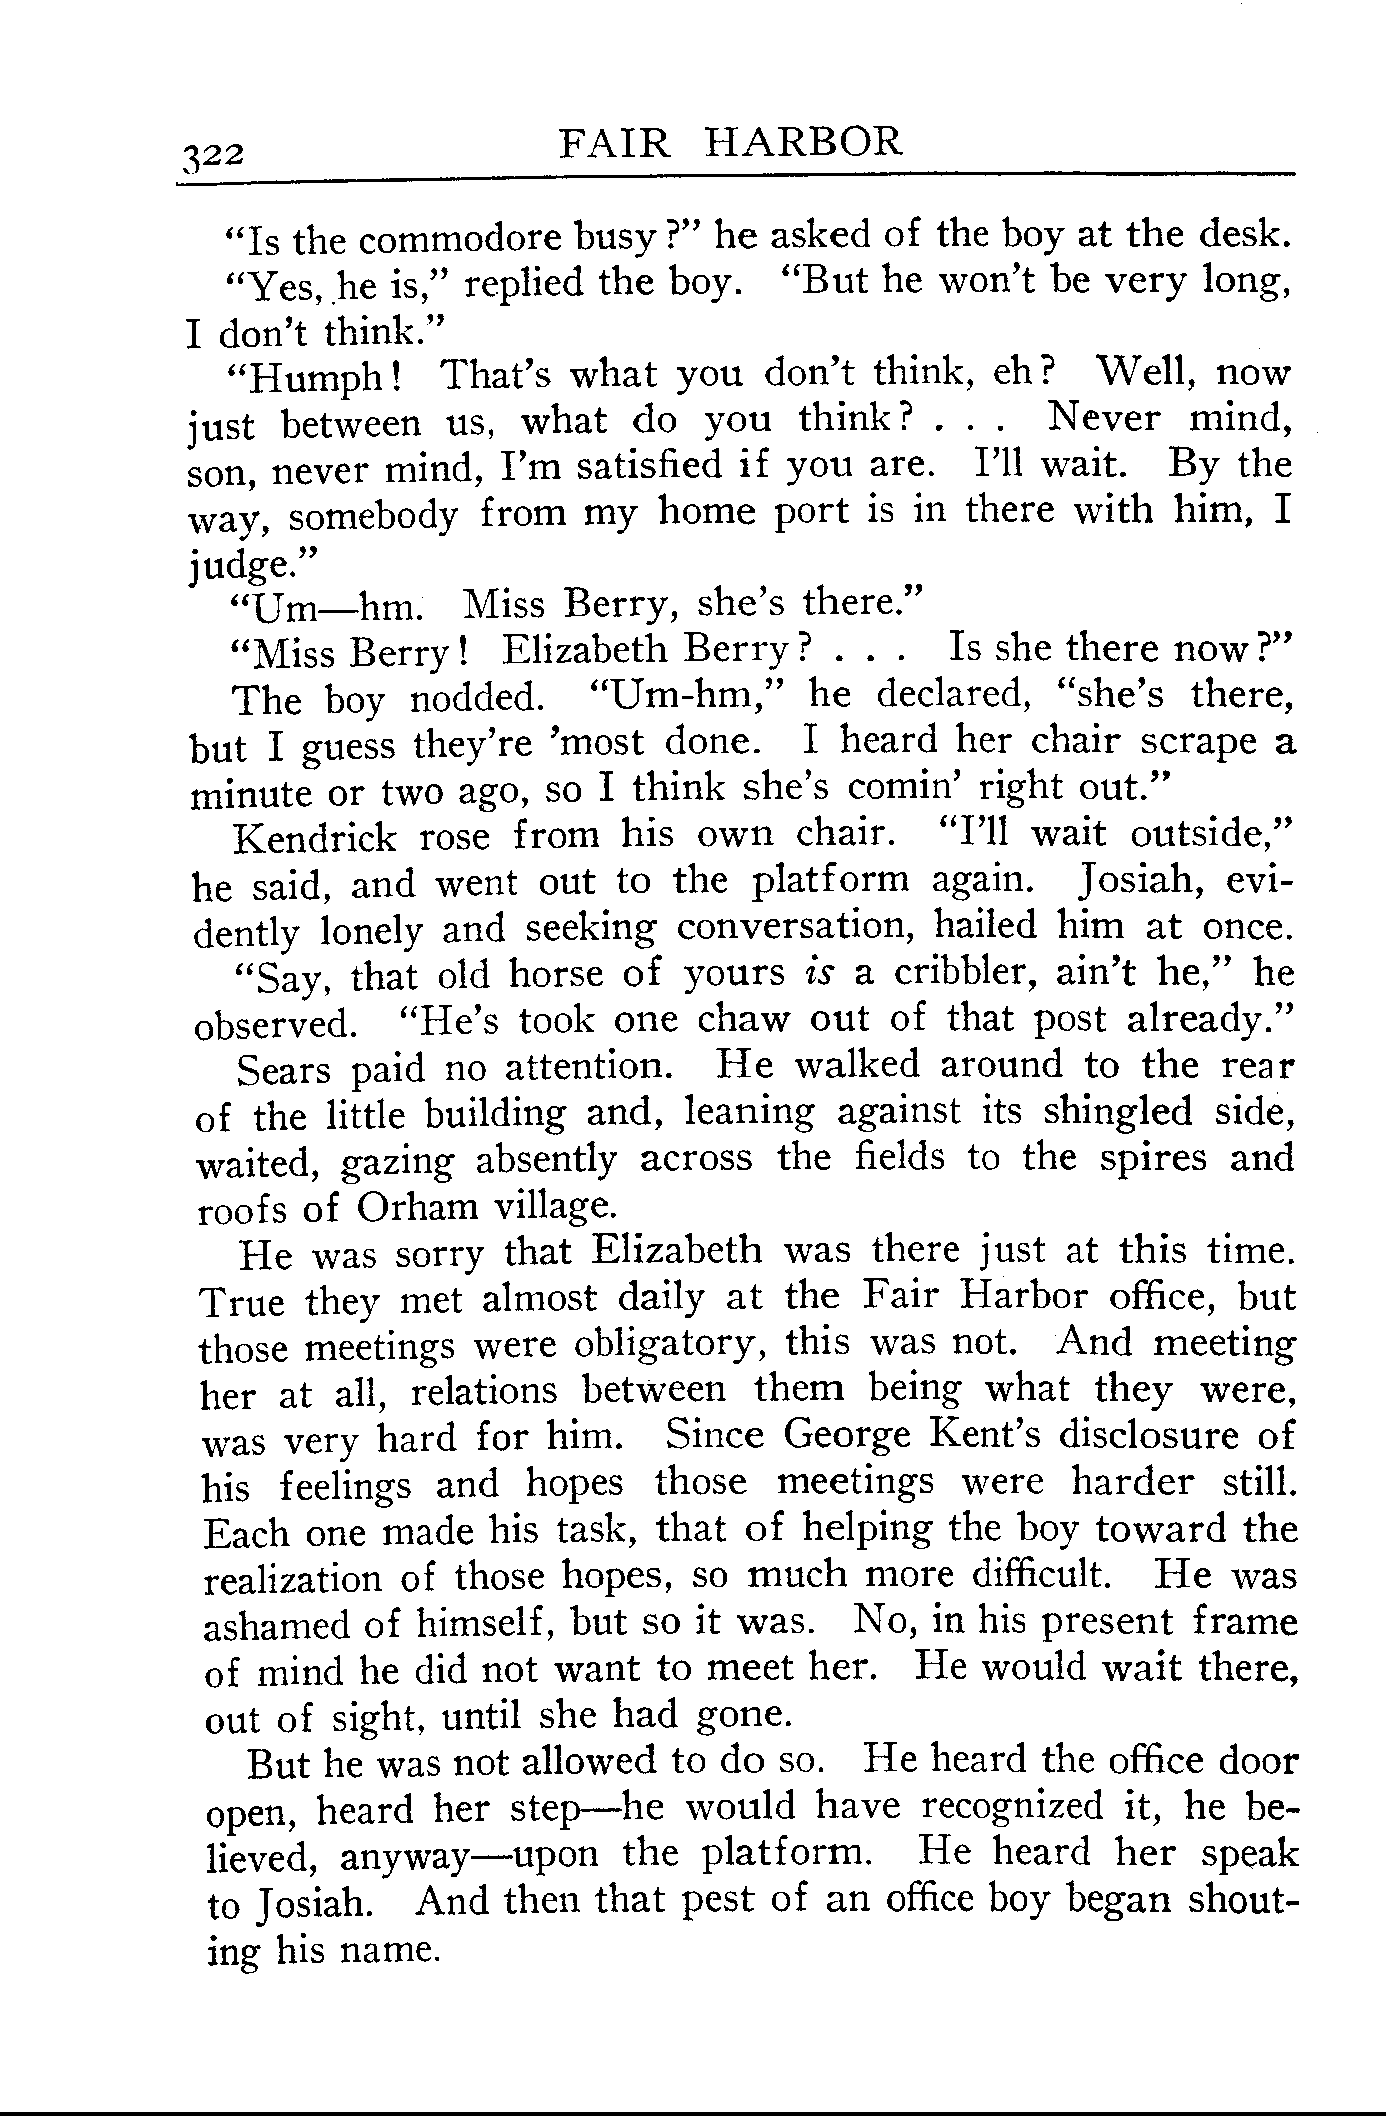 322 FAIR HARBOR
“Is the commodore busy?” he asked of the boy at the desk.
“Yes, he is,” replied the boy. “But he won’t be very long,
I don’t think.”
“Humph! That’s what you don’t think, eh? Well, now
just between us, what do you think? . . . Never mind,
son, never mind, I’m satisfied if you are. I’ll wait. By the
way, somebody from my home port is in there with him, I
judge.”
“Um—hm. Miss Berry, she’s there.”
“Miss Berry! Elizabeth Berry? . . . Is she there now?”
The boy nodded. “Um-hm,” he declared, “she’s there,
but I guess they’re ’most done. I heard her chair scrape a
minute or two ago, so I think she’s comin’ right out.”
Kendrick rose from his own chair. “I’ll wait outside,”
he said, and went out to the platform again. Josiah, evi-
dently lonely and seeking conversation, hailed him at once.
“Say, that old horse of yours is a cribbler, ain’t he,” he
observed. “He’s took one chaw out of that post already.”
Sears paid no attention. He walked around to the rear
of the little building and, leaning against its shingled side,
waited, gazing absently across the fields to the spires and
roofs of Orham village.
He was sorry that Elizabeth was there just at this time.
True they met almost daily at the Fair Harbor office, but
those meetings were obligatory, this was not. And meeting
her at all, relations between them being what they were,
was very hard for him. Since George Kent’s disclosure of
his feelings and hopes those meetings were harder still.
Each one made his task, that of helping the boy toward the
realization of those hopes, so much more difficult. He was
ashamed of himself, but so it was. No, in his present frame
of mind he did not want to meet her. He would wait there,
out of sight, until she had gone.
But he was not allowed to do so. He heard the office door
open, heard her step—he would have recognized it, he be-
lieved, anyway—upon the platform. He heard her speak
to Josiah. And then that pest of an office boy began shout-
ing his name.